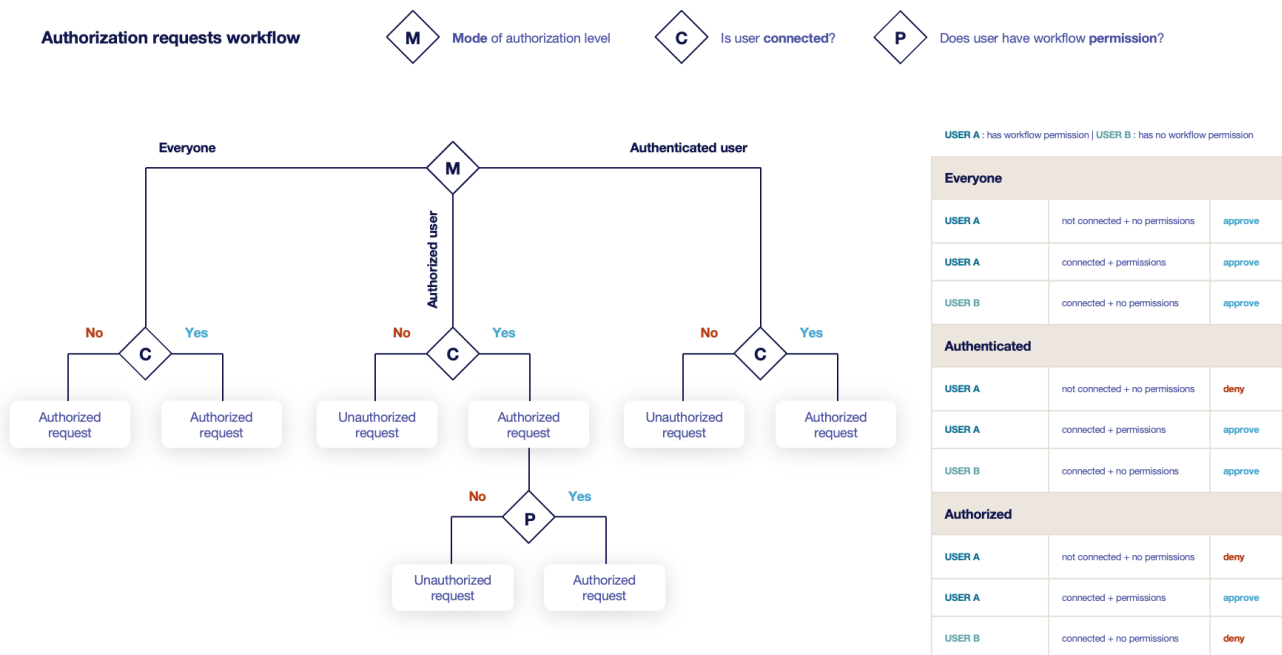 Authorization requests workflow
M Mode of authorization level
C Is user connected?
P Does user have workflow permission?
Everyone
M
Authenticated user
Authorized user
No
C
Yes
No
C
Yes
No
C
Yes
Authorized
request
Authorized
request
Unauthorized
request
Authorized
request
Unauthorized
request
Authorized
request
No
P
Yes
Unauthorized
request
Authorized
request
USER A : has workflow permission | USER B : has no workflow permission
Everyone
USER A not connected + no permissions approve
USER A connected + permissions approve
USER B connected + no permissions approve
Authenticated
USER A not connected + no permissions deny
USER A connected + permissions approve
USER B connected + no permissions approve
Authorized
USER A not connected + no permissions deny
USER A connected + permissions approve
USER B connected + no permissions deny